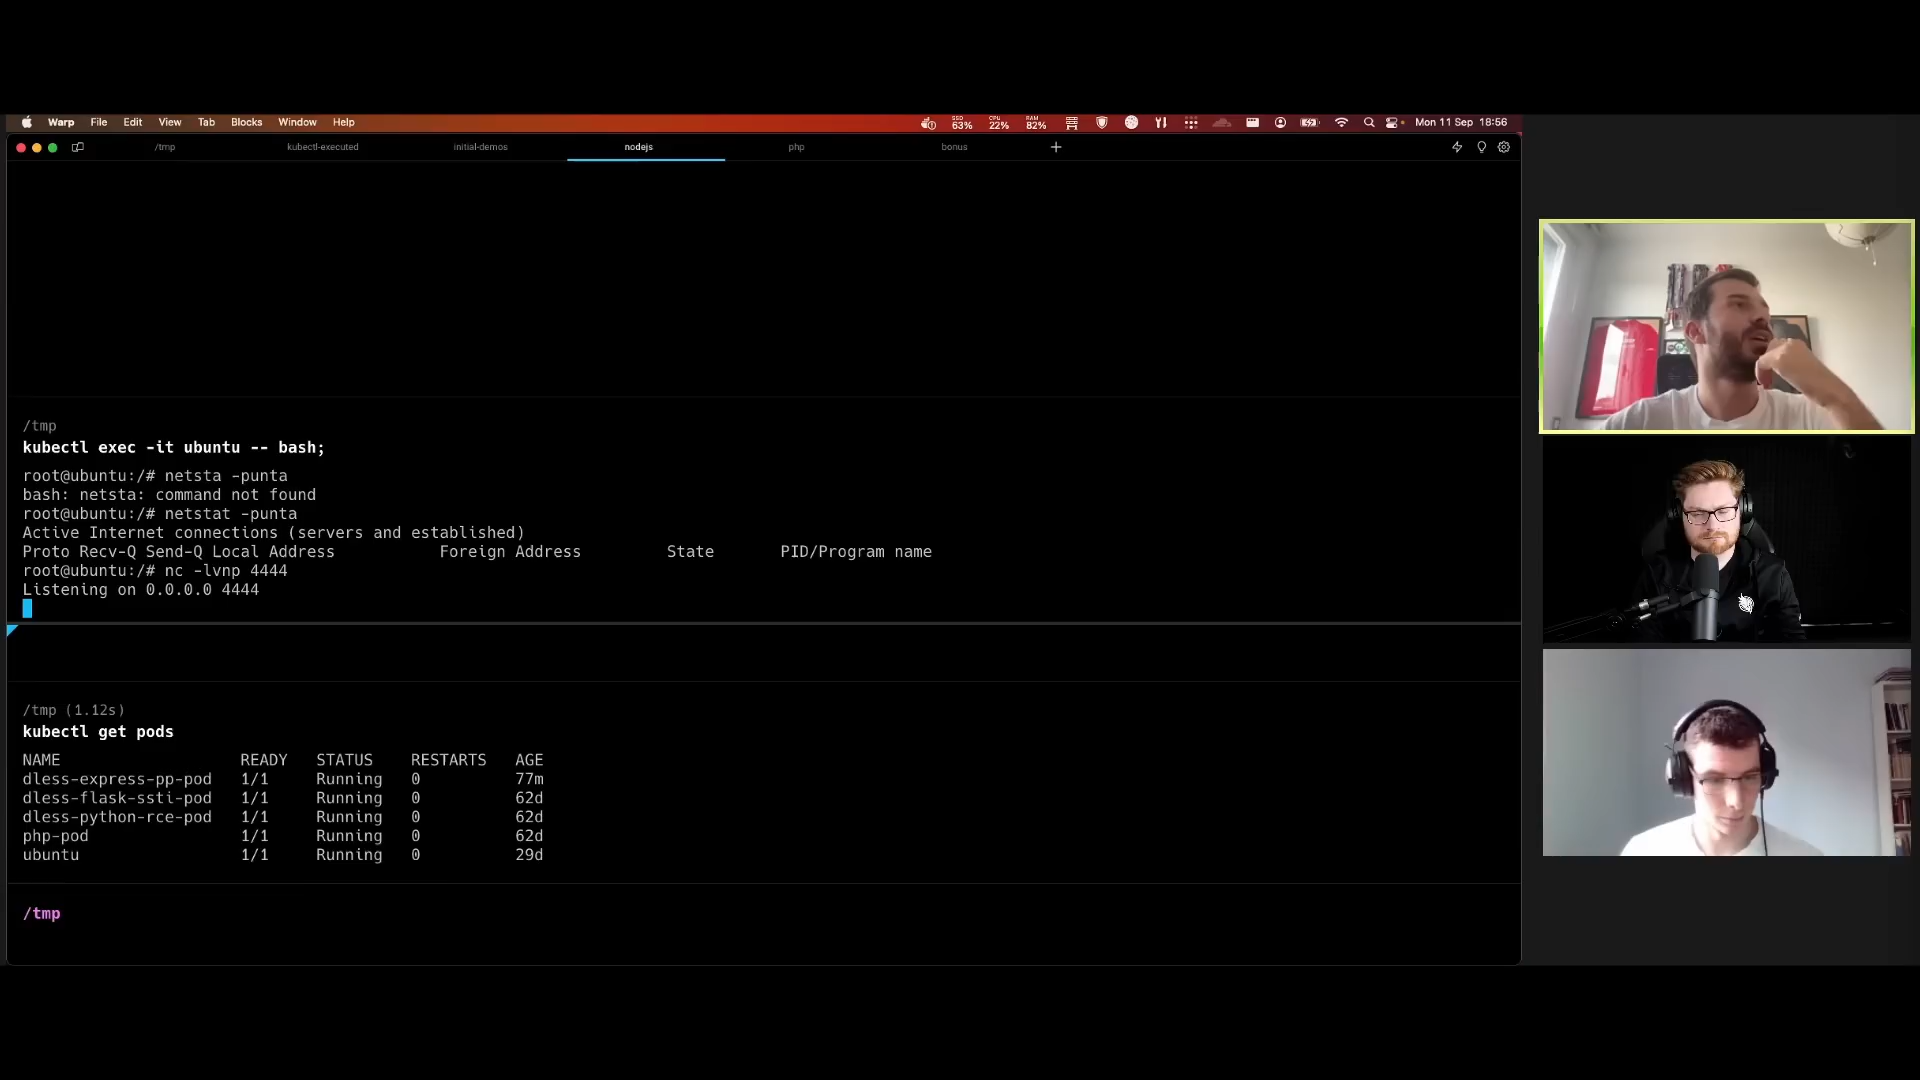 Warp File Edit View Tab Blocks Window Help SSD 63% CPU 22% RAM 82% Mon 11 Sep 18:56
/tmp kubectl-executed initial-demos nodejs php bonus +
/tmp
kubectl exec -it ubuntu -- bash;
root@ubuntu:/# netsta -punta
bash: netsta: command not found
root@ubuntu:/# netstat -punta
Active Internet connections (servers and established)
Proto Recv-Q Send-Q Local Address Foreign Address State PID/Program name
root@ubuntu:/# nc -lvnp 4444
Listening on 0.0.0.0 4444
/tmp (1.12s)
kubectl get pods
NAME READY STATUS RESTARTS AGE
dless-express-pp-pod 1/1 Running 0 77m
dless-flask-ssti-pod 1/1 Running 0 62d
dless-python-rce-pod 1/1 Running 0 62d
php-pod 1/1 Running 0 62d
ubuntu 1/1 Running 0 29d
/tmp